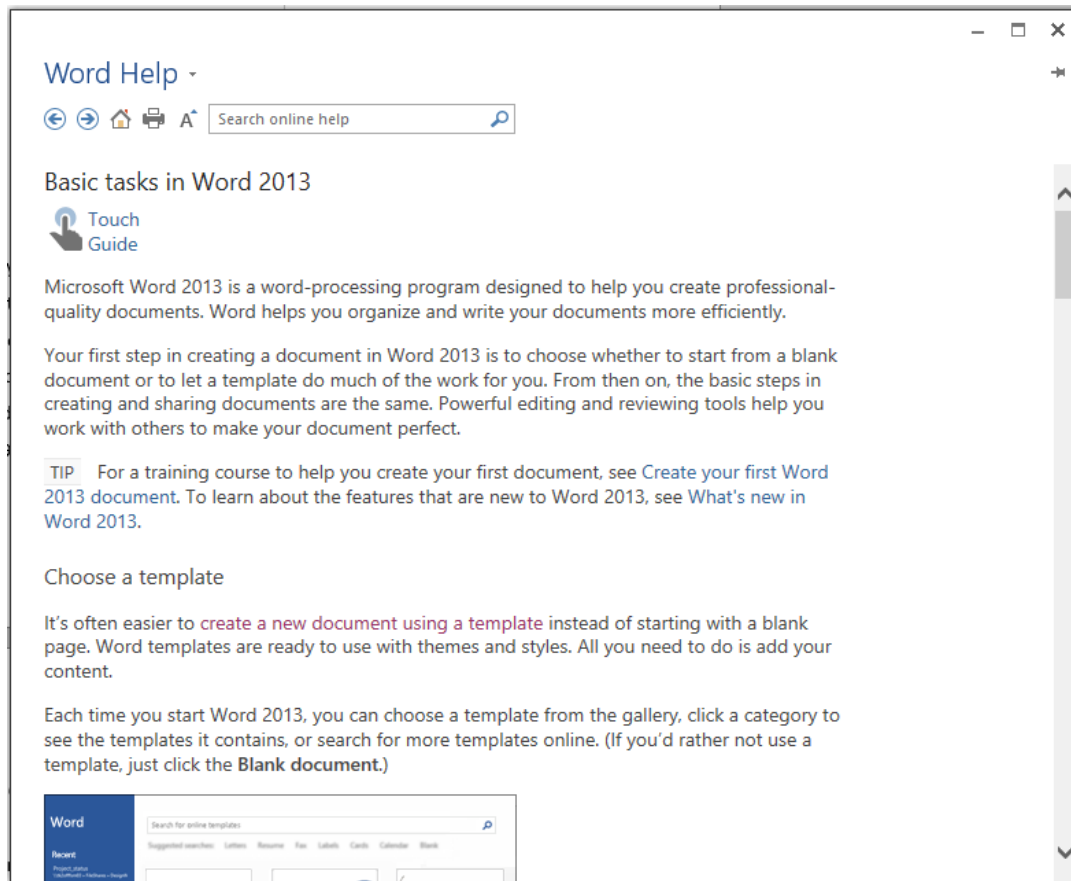 Word Help
A
Search online help
Basic tasks in Word 2013
Touch
Guide
Microsoft Word 2013 is a word-processing program designed to help you create professional-
quality documents. Word helps you organize and write your documents more efficiently.
Your first step in creating a document in Word 2013 is to choose whether to start from a blank
document or to let a template do much of the work for you. From then on, the basic steps in
creating and sharing documents are the same. Powerful editing and reviewing tools help you
work with others to make your document perfect.
TIP For a training course to help you create your first document, see Create your first Word
2013 document. To learn about the features that are new to Word 2013, see What's new in
Word 2013.
Choose a template
It's often easier to create a new document using a template instead of starting with a blank
page. Word templates are ready to use with themes and styles. All you need to do is add your
content.
Each time you start Word 2013, you can choose a template from the gallery, click a category to
see the templates it contains, or search for more templates online. (If you'd rather not use a
template, just click the Blank document.)
Word
Search for online templates
Suggested searches: Letters Resume Fax Labels Cards Calendar Blank
Recent
Project_status